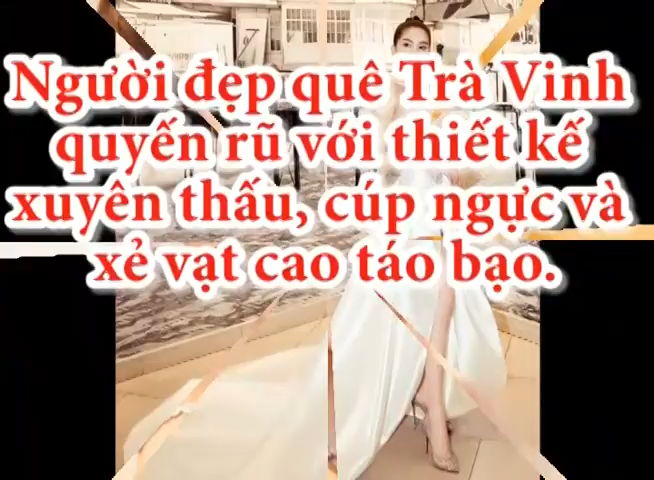 Người đẹp quê Trà Vinh
quyến rũ với thiết kế
xuyên thấu, cúp ngực và
xẻ vạt cao táo bạo.